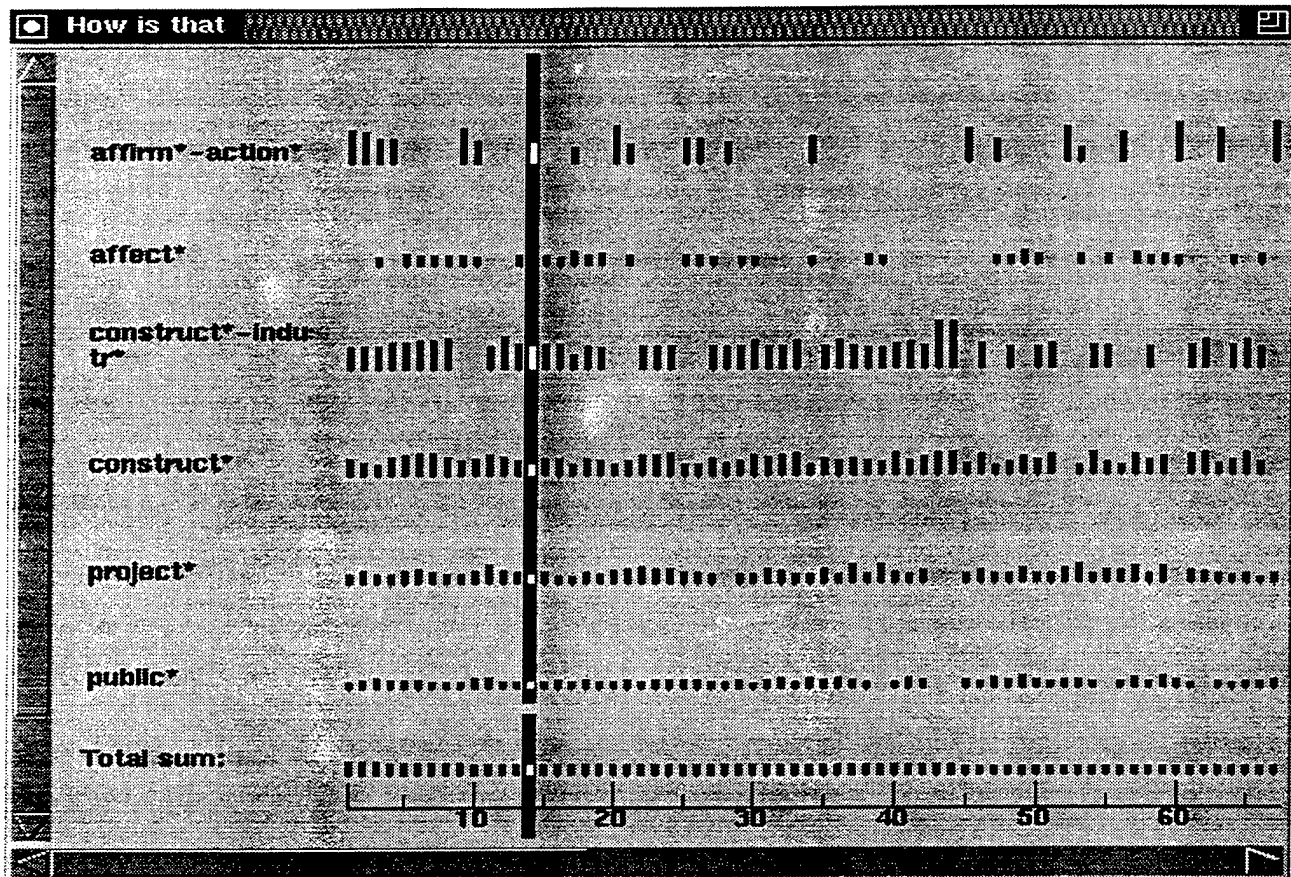 How is that
affirm*-action*
affect*
construct*-indus
tr*
construct*
project*
public*
Total sum:
10 20 30 40 50 60